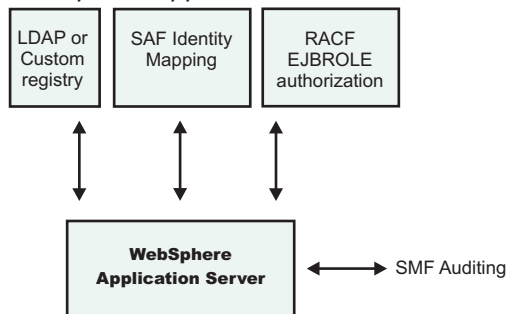 LDAP or
Custom
registry
SAF Identity
Mapping
RACF
EJBROLE
authorization
WebSphere
Application Server
SMF Auditing